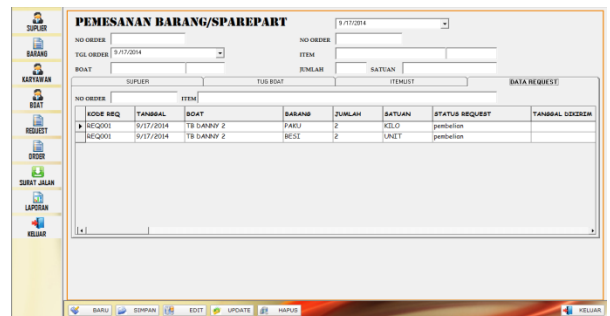 SUPLIER
BARANG
KARYAWAN
BOAT
REQUEST
ORDER
SURAT JALAN
LAPORAN
KELUAR
PEMESANAN BARANG/SPAREPART
9/17/2014
NO ORDER
NO ORDER
TGL ORDER 9/17/2014
ITEM
BOAT
JUMLAH
SATUAN
SUPLIER TUG BOAT ITEMLIST DATA REQUEST
NO ORDER ITEM
KODE REQ TANGGAL BOAT BARANG JUMLAH SATUAN STATUS REQUEST TANGGAL DIKIRIM
REQ001 9/17/2014 TB DANNY 2 PAKU 2 KILO pembelian
REQ001 9/17/2014 TB DANNY 2 BESI 2 UNIT pembelian
BARU SIMPAN EDIT UPDATE HAPUS KELUAR